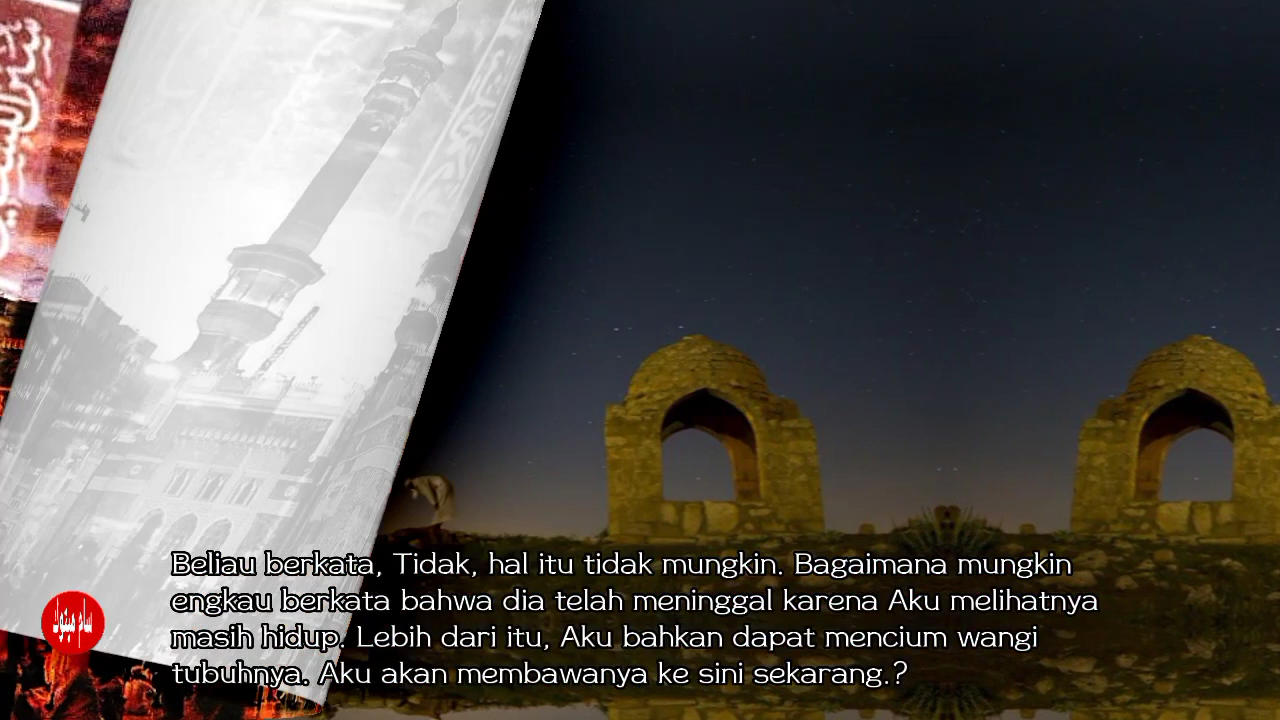 Beliau berkata, Tidak, hal itu tidak mungkin. Bagaimana mungkin
engkau berkata bahwa dia telah meninggal karena Aku melihatnya
masih hidup. Lebih dari itu, Aku bahkan dapat mencium wangi
tubuhnya. Aku akan membawanya ke sini sekarang.?